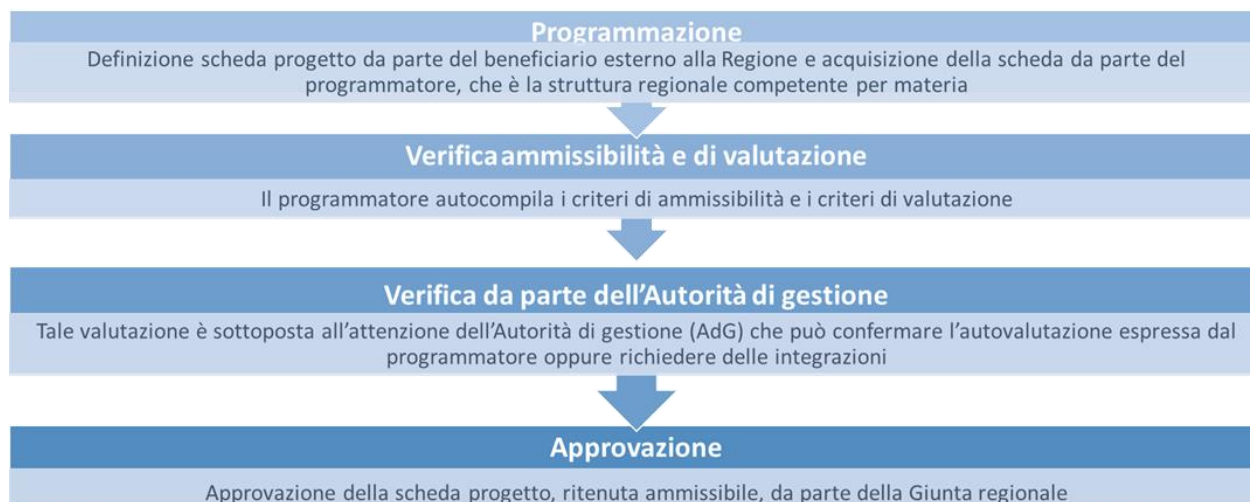 Programmazione
Definizione scheda progetto da parte del beneficiario esterno alla Regione e acquisizione della scheda da parte del
programmatore, che è la struttura regionale competente per materia
Verifica ammissibilità e di valutazione
Il programmatore autocompila i criteri di ammissibilità e i criteri di valutazione
Verifica da parte dell'Autorità di gestione
Tale valutazione è sottoposta all'attenzione dell'Autorità di gestione (AdG) che può confermare l'autovalutazione espressa dal
programmatore oppure richiedere delle integrazioni
Approvazione
Approvazione della scheda progetto, ritenuta ammissibile, da parte della Giunta regionale